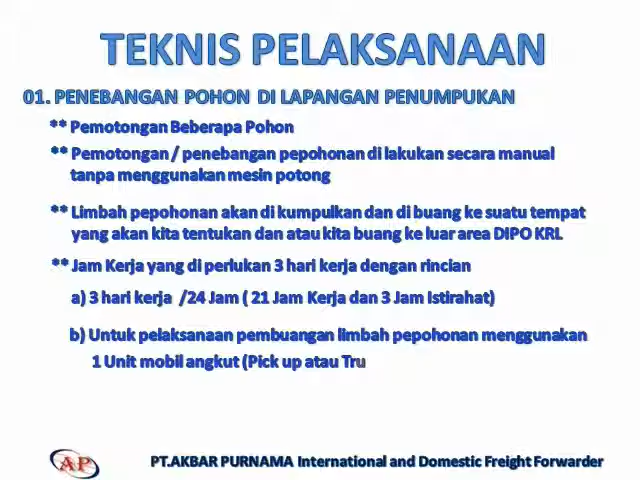 TEKNIS PELAKSANAAN
01. PENEBANGAN POHON DI LAPANGAN PENUMPUKAN
** Pemotongan Beberapa Pohon
** Pemotongan / penebangan pepohonan di lakukan secara manual
tanpa menggunakan mesin potong
** Limbah pepohonan akan di kumpulkan dan di buang ke suatu tempat
yang akan kita tentukan dan atau kita buang ke luar area DIPO KRL
** Jam Kerja yang di perlukan 3 hari kerja dengan rincian
a) 3 hari kerja /24 Jam ( 21 Jam Kerja dan 3 Jam Istirahat)
b) Untuk pelaksanaan pembuangan limbah pepohonan menggunakan
1 Unit mobil angkut (Pick up atau Tru
AP
PT.AKBAR PURNAMA International and Domestic Freight Forwarder